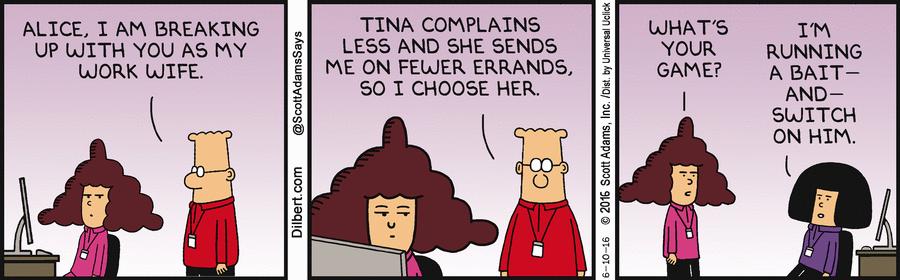 ALICE, I AM BREAKING
UP WITH YOU AS MY
WORK WIFE.
Dilbert.com
@ScottAdamsSays
TINA COMPLAINS
LESS AND SHE SENDS
ME ON FEWER ERRANDS,
SO I CHOOSE HER.
6-10-16 © 2016 Scott Adams, Inc. /Dist. by Universal Uclick
WHAT'S
YOUR
GAME?
I'M
RUNNING
A BAIT-
AND-
SWITCH
ON HIM.